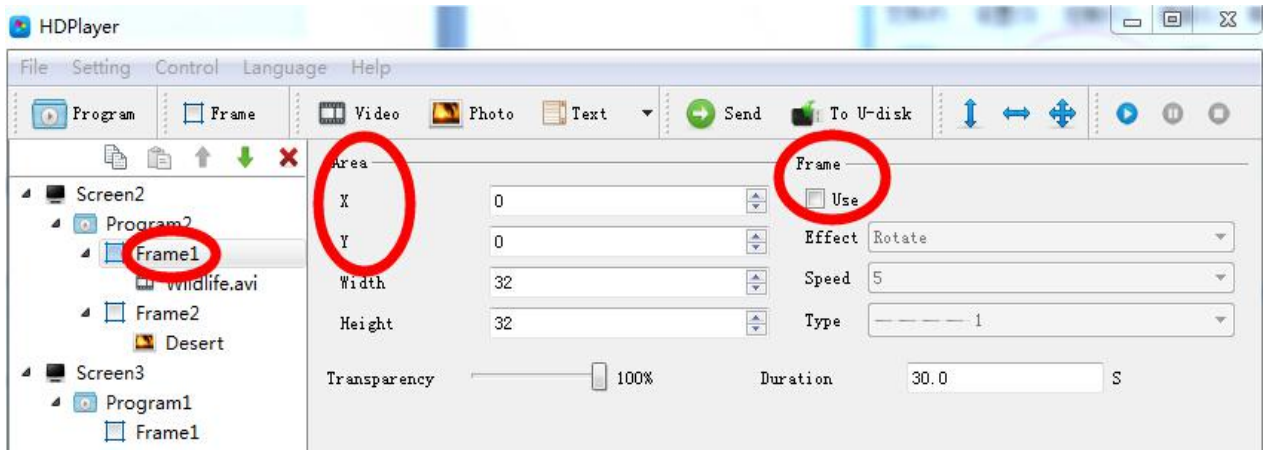 HDPlayer
File Setting Control Language Help
Program Frame Video Photo Text Send To U-disk
Area
Frame
Screen2
X 0
Use
Program2
Y 0
Effect Rotate
Frame1
Width 32
Speed 5
Wildlife.avi
Height 32
Type 1
Frame2
Desert
Screen3
Transparency 100%
Duration 30.0 S
Program1
Frame1